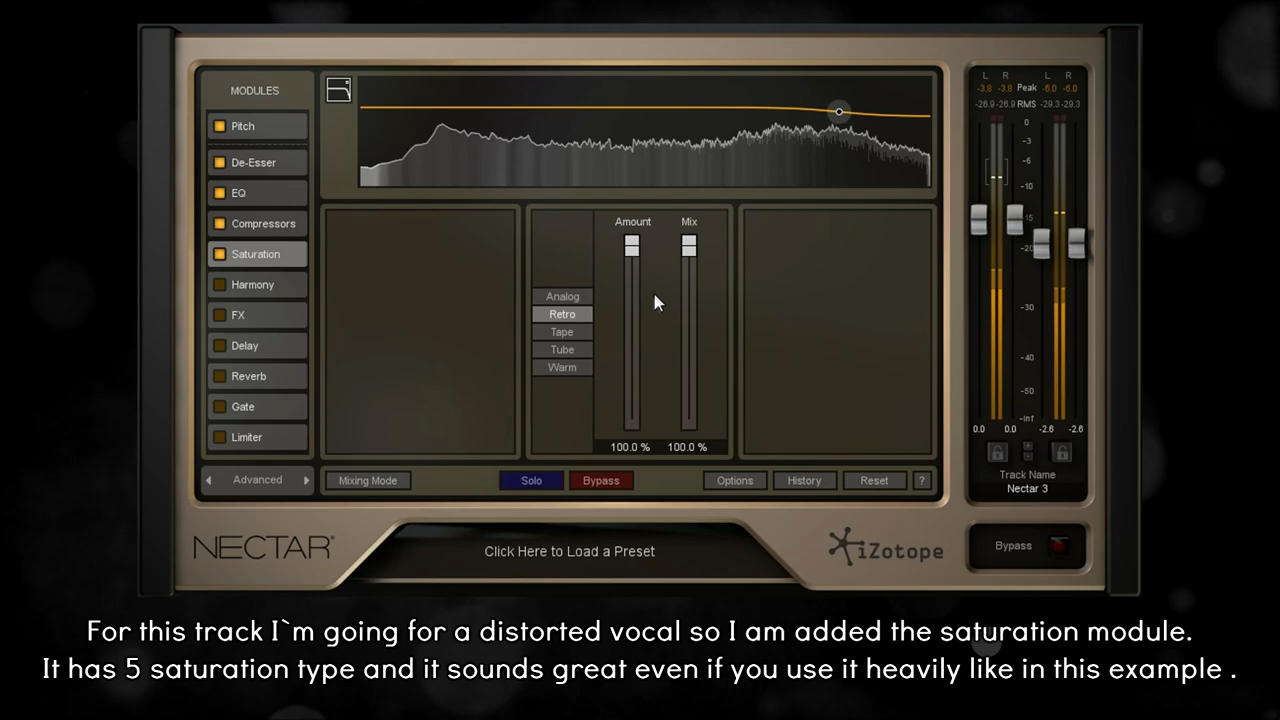 MODULES
Pitch
De-Esser
EQ
Compressors
Saturation
Harmony
FX
Delay
Reverb
Gate
Limiter
Advanced
Amount Mix
Analog
Retro
Tape
Tube
Warm
100.0 % 100.0 %
Mixing Mode Solo Bypass Options History Reset ?
L R L R
-3.8 -3.8 Peak -6.0 -6.0
-26.9 -26.9 RMS -29.3 -29.3
0
-3
-6
-10
-15
-20
-30
-40
-50
-Inf
0.0 0.0 -2.6 -2.6
Track Name
Nectar 3
NECTAR®
Click Here to Load a Preset
iZotope
Bypass
For this track I`m going for a distorted vocal so I am added the saturation module.
It has 5 saturation type and it sounds great even if you use it heavily like in this example .